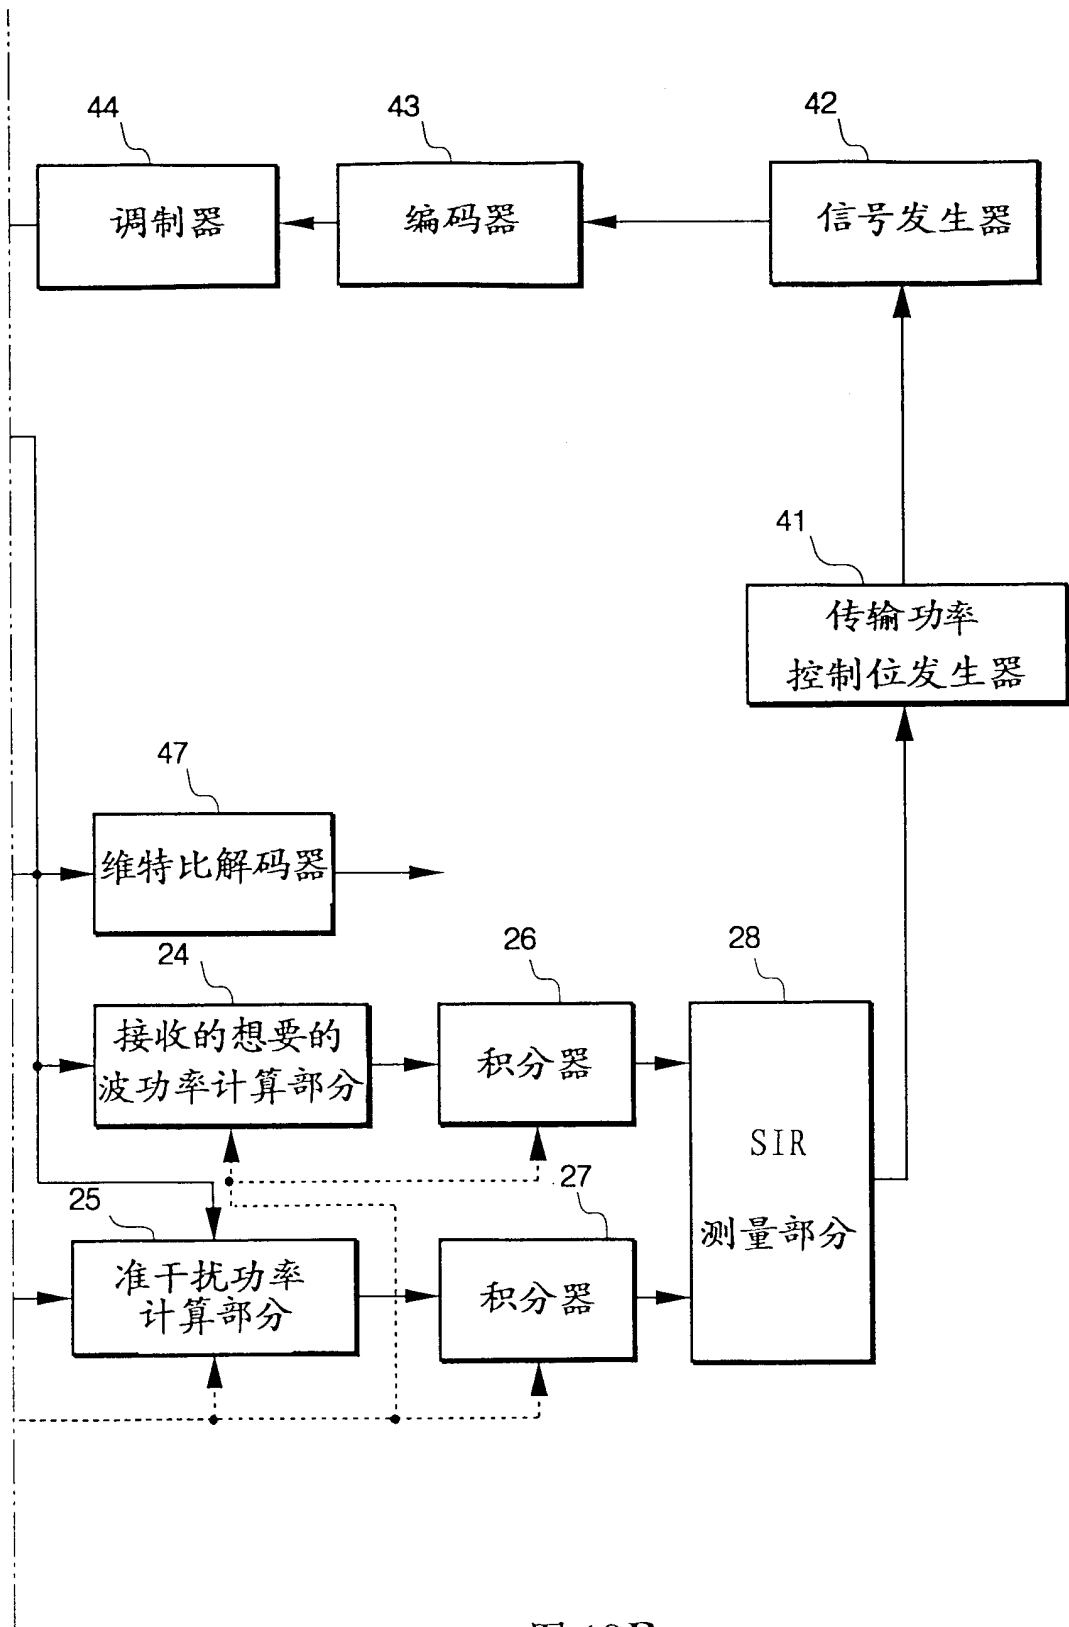 44
43
42
调制器
编码器
信号发生器
41
传输功率
控制位发生器
47
维特比解码器
24
26
28
接收的想要的
波功率计算部分
积分器
SIR
测量部分
25
27
准干扰功率
计算部分
积分器